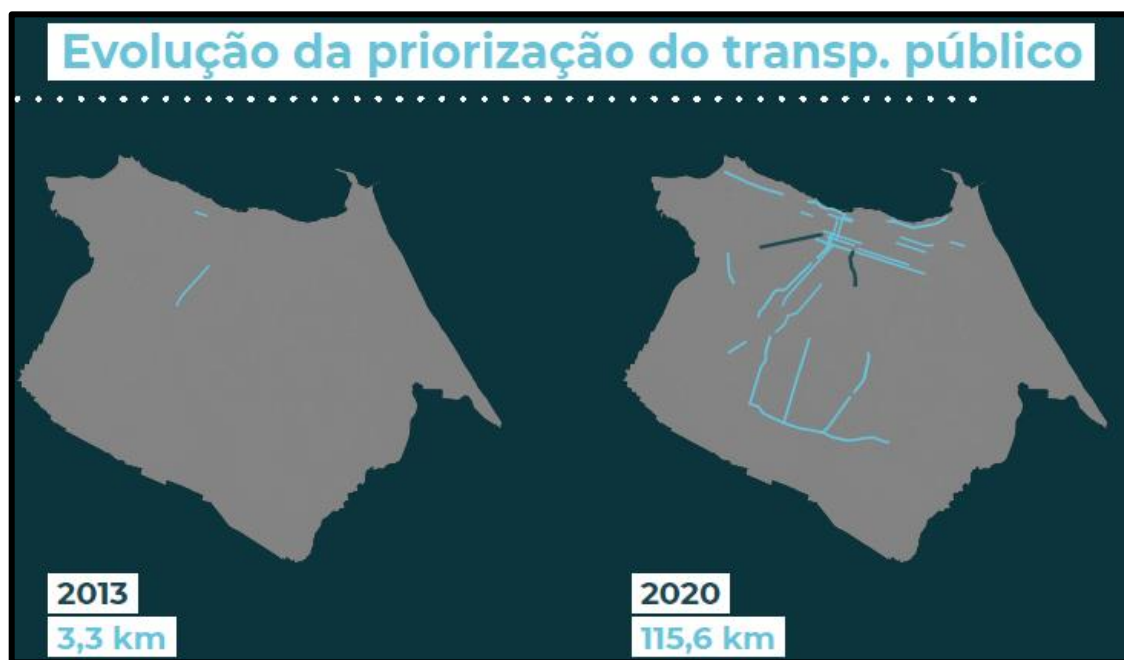 Evolução da priorização do transp. público
2013
3,3 km
2020
115,6 km